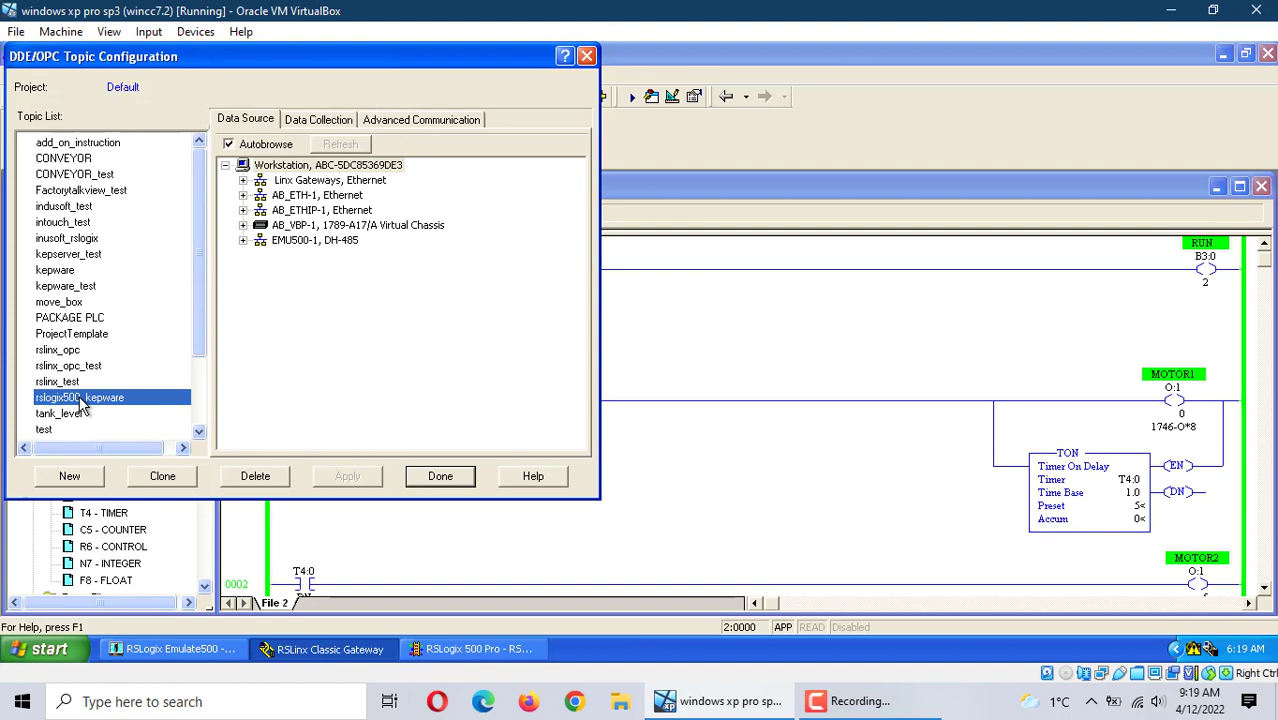 windows xp pro sp3 (wincc7.2) [Running] - Oracle VM VirtualBox
File Machine View Input Devices Help
DDE/OPC Topic Configuration
Project: Default
Topic List:
Data Source Data Collection Advanced Communication
Autobrowse Refresh
add_on_instruction
CONVEYOR
CONVEYOR_test
Factorytalkview_test
indusoft_test
intouch_test
inusoft_rslogix
kepserver_test
kepware
kepware_test
move_box
PACKAGE PLC
ProjectTemplate
rslinx_opc
rslinx_opc_test
rslinx_test
rslogix500_kepware
tank_level
test
Workstation, ABC-5DC85369DE3
Linx Gateways, Ethernet
AB_ETH-1, Ethernet
AB_ETHIP-1, Ethernet
AB_VBP-1, 1789-A17/A Virtual Chassis
EMU500-1, DH-485
New Clone Delete Apply Done Help
RUN
B3:0
2
MOTOR1
O:1
0
1746-O*8
TON
Timer On Delay
Timer T4:0
Time Base 1.0
Preset 5<
Accum 0<
EN
DN
MOTOR2
O:1
T4:0
0002
T4 - TIMER
C5 - COUNTER
R6 - CONTROL
N7 - INTEGER
F8 - FLOAT
File 2
For Help, press F1
2:0000 APP READ Disabled
start RSLogix Emulate500 -... RSLinx Classic Gateway RSLogix 500 Pro - RS... 6:19 AM
Right Ctrl
Type here to search
windows xp pro sp...
Recording...
1°C
9:19 AM
4/12/2022